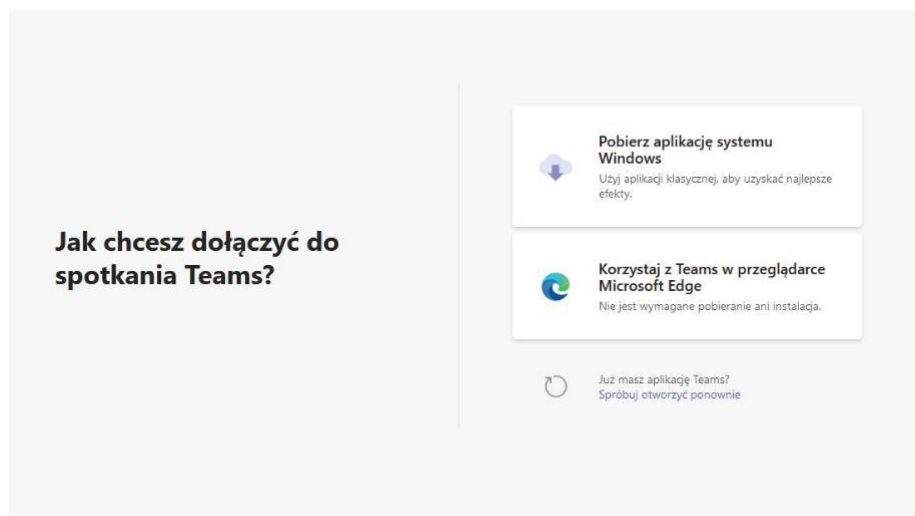 Jak chcesz dołączyć do
spotkania Teams?
Pobierz aplikację systemu
Windows
Użyj aplikacji klasycznej, aby uzyskać najlepsze
efekty.
Korzystaj z Teams w przeglądarce
Microsoft Edge
Nie jest wymagane pobieranie ani instalacja.
Już masz aplikację Teams?
Spróbuj otworzyć ponownie